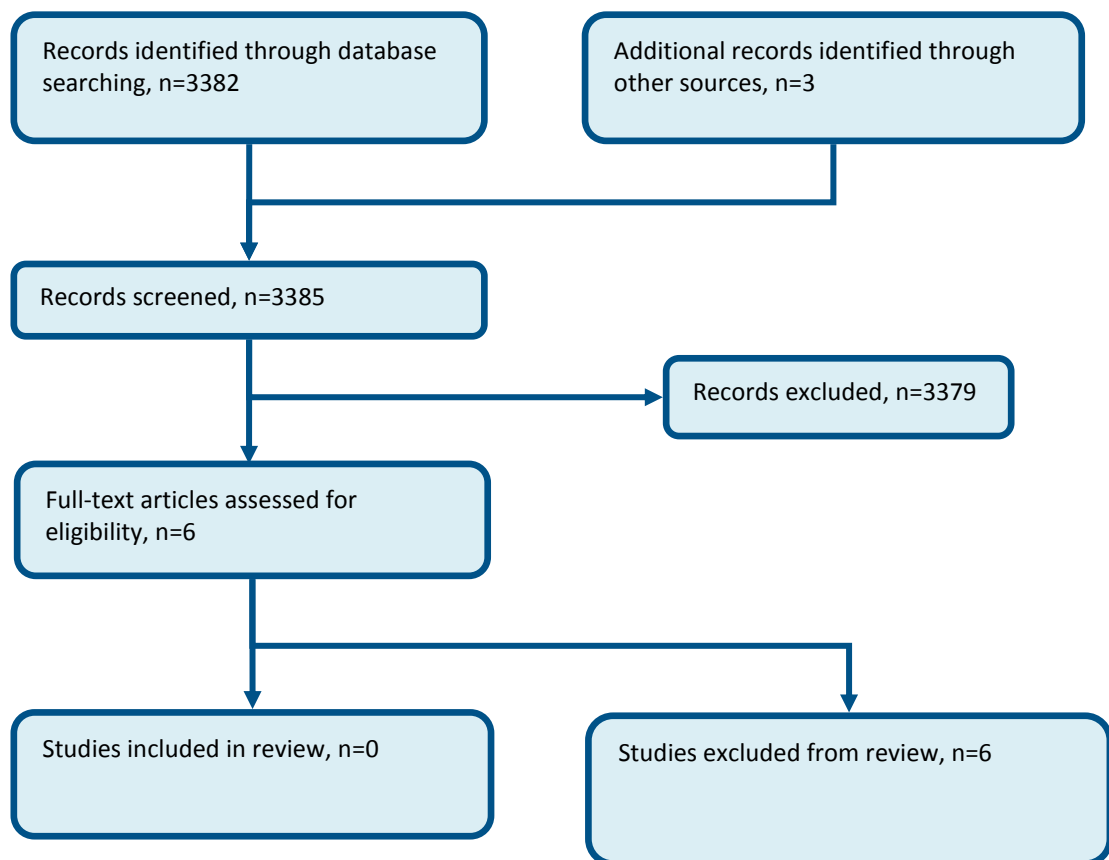 Records identified through database
searching, n=3382
Additional records identified through
other sources, n=3
Records screened, n=3385
Records excluded, n=3379
Full-text articles assessed for
eligibility, n=6
Studies included in review, n=0
Studies excluded from review, n=6